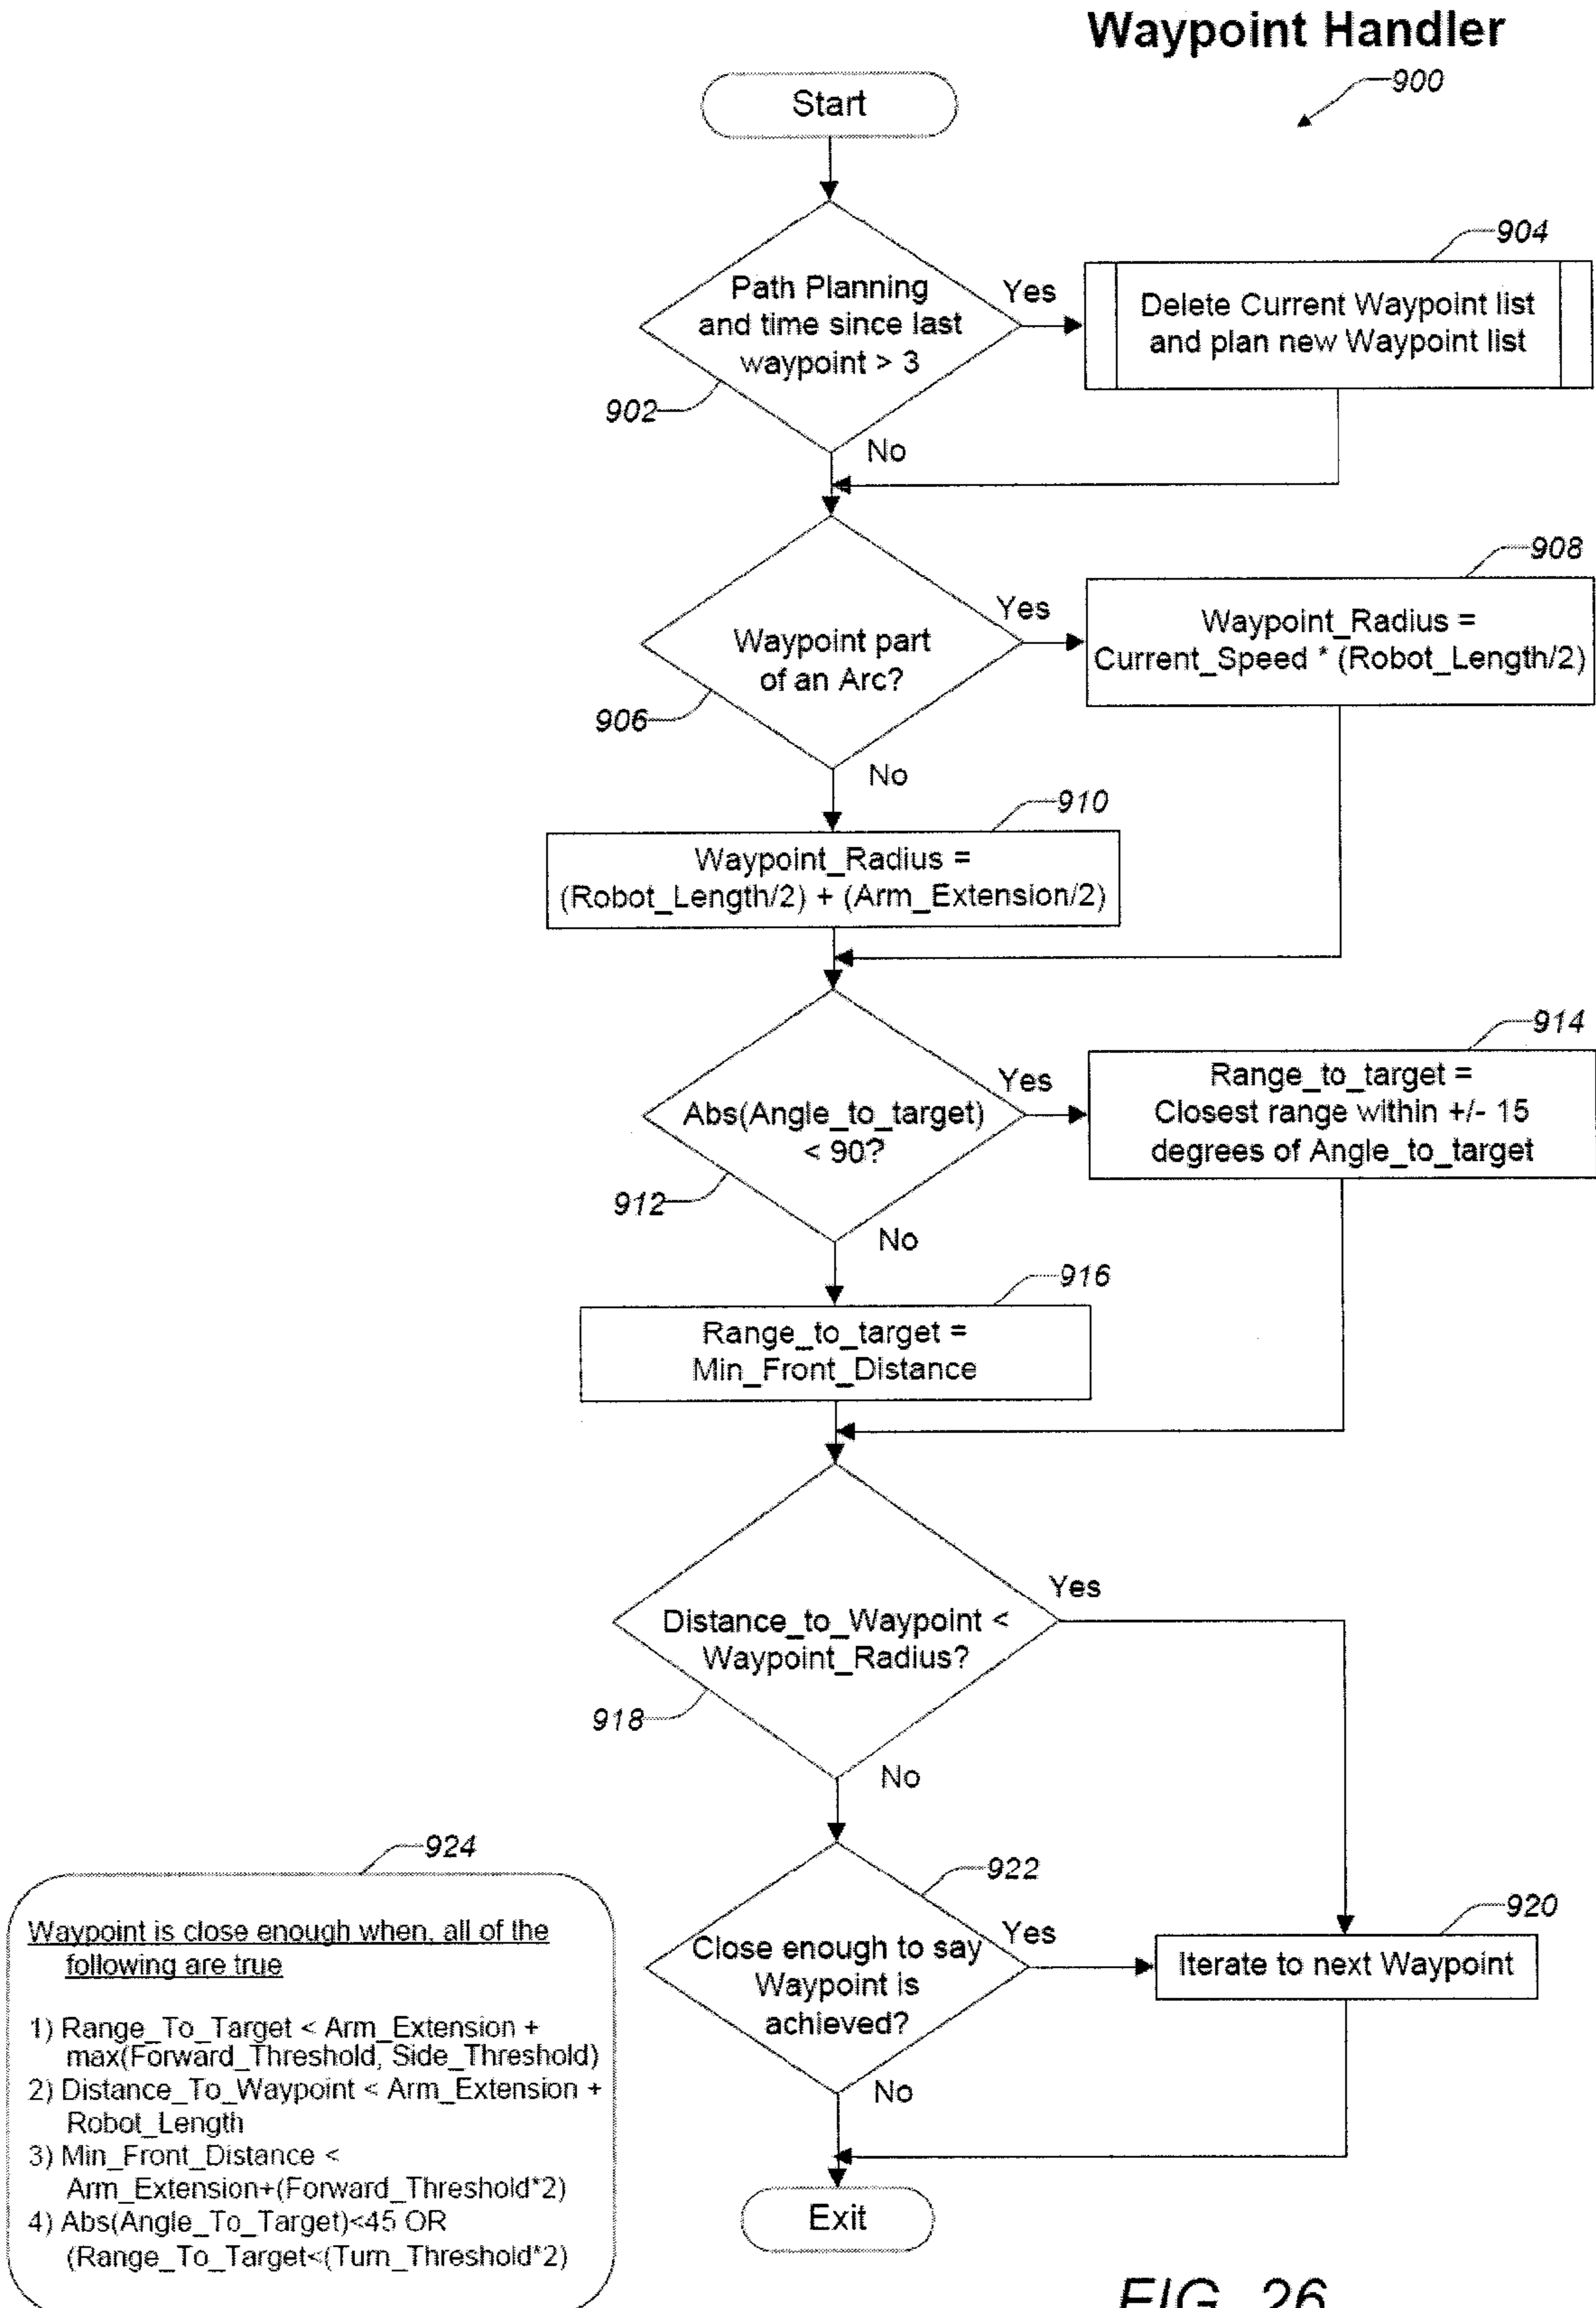 Waypoint Handler
900
Start
904
Path Planning
and time since last
waypoint > 3
Yes
Delete Current Waypoint list
and plan new Waypoint list
902
No
908
Waypoint part
of an Arc?
Yes
Waypoint_Radius =
Current_Speed * (Robot_Length/2)
906
No
910
Waypoint_Radius =
(Robot_Length/2) + (Arm_Extension/2)
914
Abs(Angle_to_target)
< 90?
Yes
Range_to_target =
Closest range within +/- 15
degrees of Angle_to_target
912
No
916
Range_to_target =
Min_Front_Distance
Distance_to_Waypoint <
Waypoint_Radius?
Yes
918
No
922
Close enough to say
Waypoint is
achieved?
Yes
920
Iterate to next Waypoint
No
Exit
924
Waypoint is close enough when, all of the
following are true
1) Range_To_Target < Arm_Extension +
max(Forward_Threshold, Side_Threshold)
2) Distance_To_Waypoint < Arm_Extension +
Robot_Length
3) Min_Front_Distance <
Arm_Extension+(Forward_Threshold*2)
4) Abs(Angle_To_Target)<45 OR
(Range_To_Target<(Turn_Threshold*2)
FIG. 26